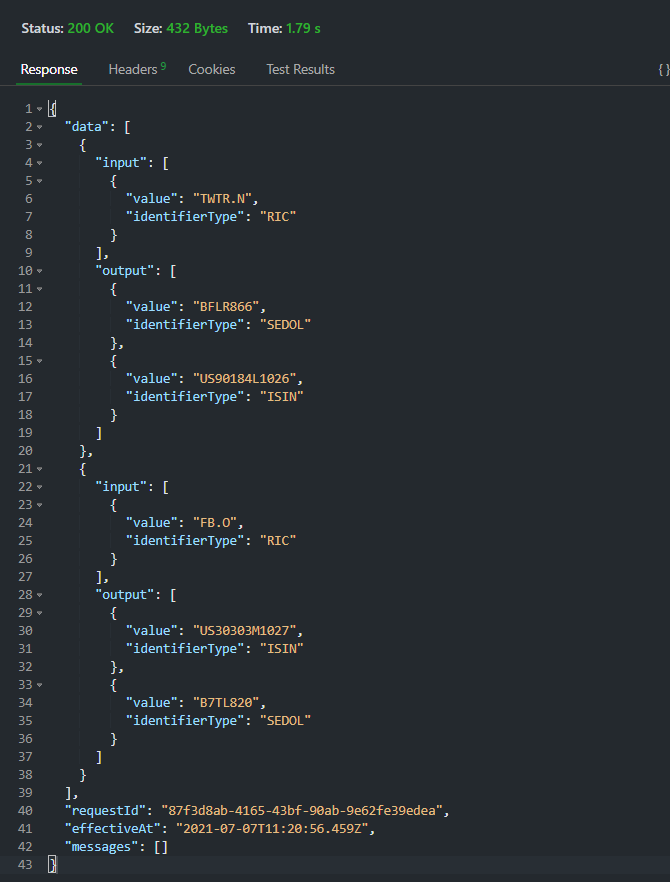 Status: 200 OK Size: 432 Bytes Time: 1.79 s
Response Headers 9 Cookies Test Results { }
1 {
2 "data": [
3 {
4 "input": [
5 {
6 "value": "TWTR.N",
7 "identifierType": "RIC"
8 }
9 ],
10 "output": [
11 {
12 "value": "BFLR866",
13 "identifierType": "SEDOL"
14 },
15 {
16 "value": "US90184L1026",
17 "identifierType": "ISIN"
18 }
19 ]
20 },
21 {
22 "input": [
23 {
24 "value": "FB.O",
25 "identifierType": "RIC"
26 }
27 ],
28 "output": [
29 {
30 "value": "US30303M1027",
31 "identifierType": "ISIN"
32 },
33 {
34 "value": "B7TL820",
35 "identifierType": "SEDOL"
36 }
37 ]
38 }
39 ],
40 "requestId": "87f3d8ab-4165-43bf-90ab-9e62fe39edea",
41 "effectiveAt": "2021-07-07T11:20:56.459Z",
42 "messages": []
43 }